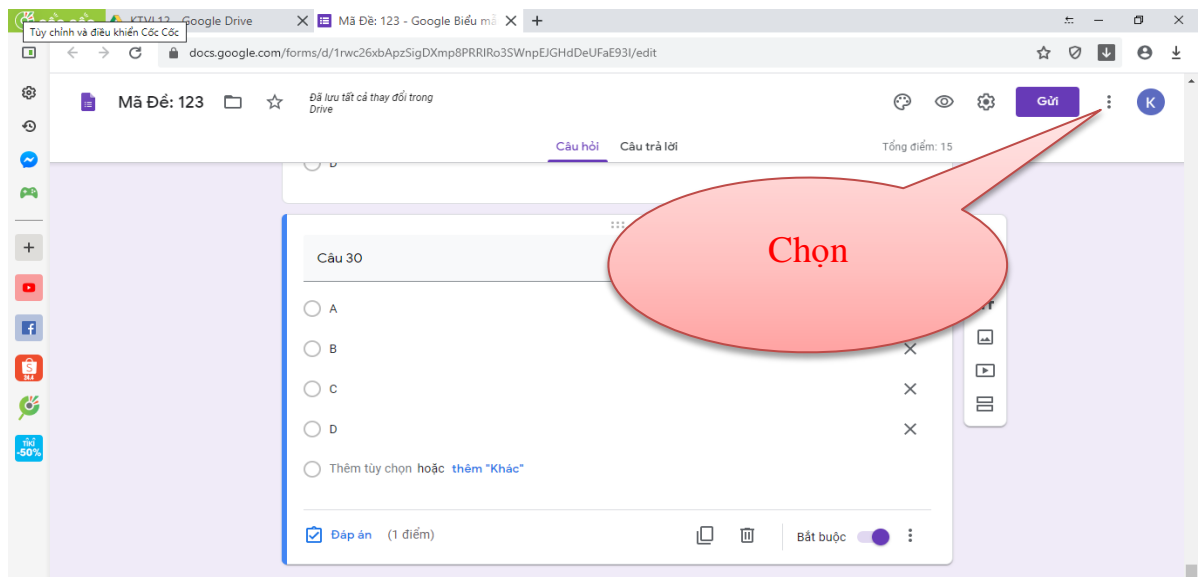 KTVL12 - Google Drive
Mã Đề: 123 - Google Biểu mẫ
Tùy chỉnh và điều khiển Cốc Cốc
docs.google.com/forms/d/1rwc26xbApzSigDXmp8PRRIRo3SWnpEJGHdDeUFaE93I/edit
Mã Đề: 123
Đã lưu tất cả thay đổi trong
Drive
Gửi
K
Câu hỏi
Câu trả lời
Tổng điểm: 15
D
Chọn
Câu 30
A
B
C
D
Thêm tùy chọn hoặc thêm "Khác"
Đáp án (1 điểm)
Bắt buộc
TIKI
-50%